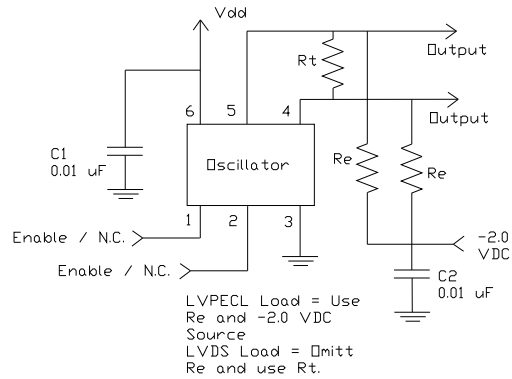 Vdd
Output
Rt
6
5
4
Output
C1
0.01 uF
Oscillator
Re
Re
1
2
3
Enable / N.C.
-2.0
VDC
Enable / N.C.
C2
0.01 uF
LVPECL Load = Use
Re and -2.0 VDC
Source
LVDS Load = Omitt
Re and use Rt.